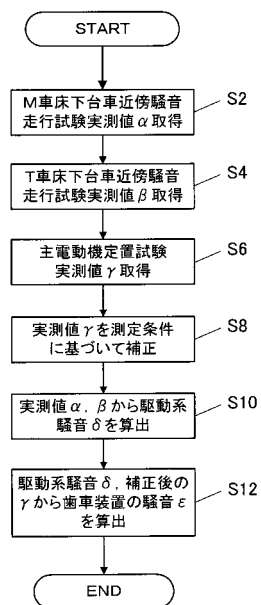 START
M車床下台車近傍騒音
走行試験実測値α取得
S2
T車床下台車近傍騒音
走行試験実測値β取得
S4
主電動機定置試験
実測値γ取得
S6
実測値γを測定条件
に基づいて補正
S8
実測値α，βから駆動系
騒音δを算出
S10
駆動系騒音δ，補正後の
γから歯車装置の騒音ε
を算出
S12
END